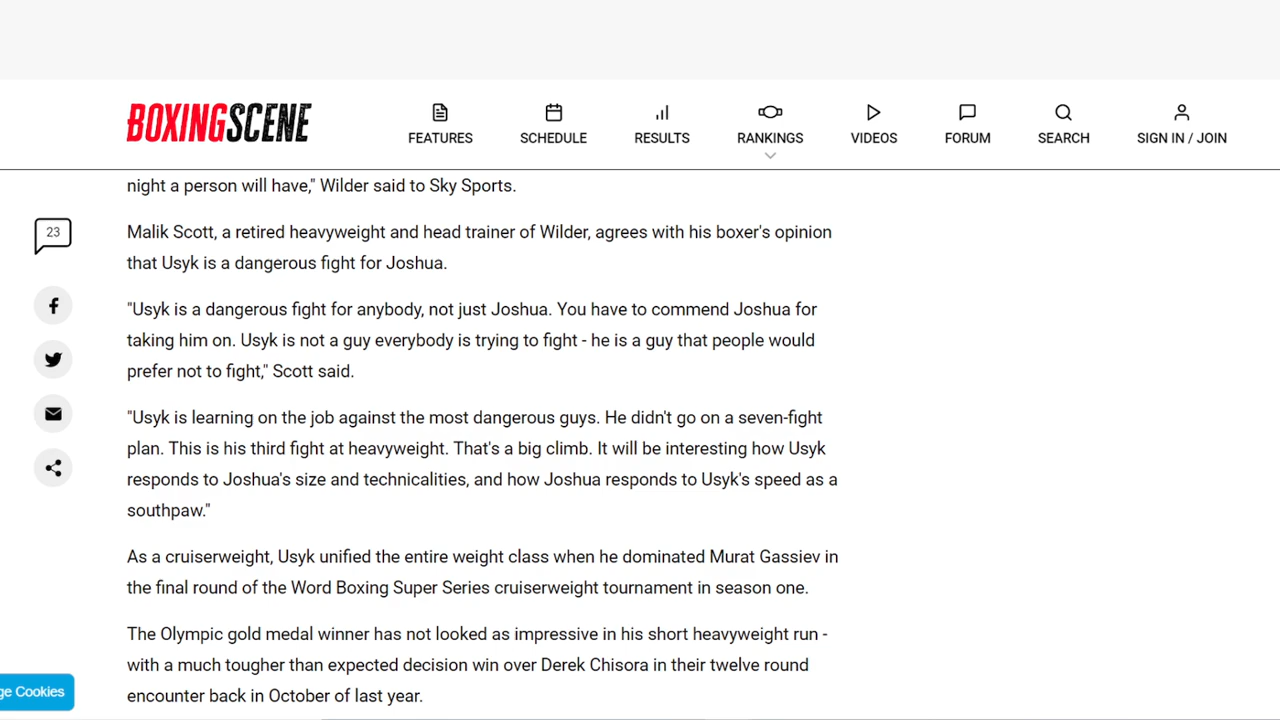 BOXINGSCENE
FEATURES
SCHEDULE
RESULTS
RANKINGS
VIDEOS
FORUM
SEARCH
SIGN IN / JOIN
night a person will have," Wilder said to Sky Sports.
23
Malik Scott, a retired heavyweight and head trainer of Wilder, agrees with his boxer's opinion
that Usyk is a dangerous fight for Joshua.
"Usyk is a dangerous fight for anybody, not just Joshua. You have to commend Joshua for
taking him on. Usyk is not a guy everybody is trying to fight - he is a guy that people would
prefer not to fight," Scott said.
"Usyk is learning on the job against the most dangerous guys. He didn't go on a seven-fight
plan. This is his third fight at heavyweight. That's a big climb. It will be interesting how Usyk
responds to Joshua's size and technicalities, and how Joshua responds to Usyk's speed as a
southpaw."
As a cruiserweight, Usyk unified the entire weight class when he dominated Murat Gassiev in
the final round of the Word Boxing Super Series cruiserweight tournament in season one.
The Olympic gold medal winner has not looked as impressive in his short heavyweight run -
with a much tougher than expected decision win over Derek Chisora in their twelve round
encounter back in October of last year.
ge Cookies